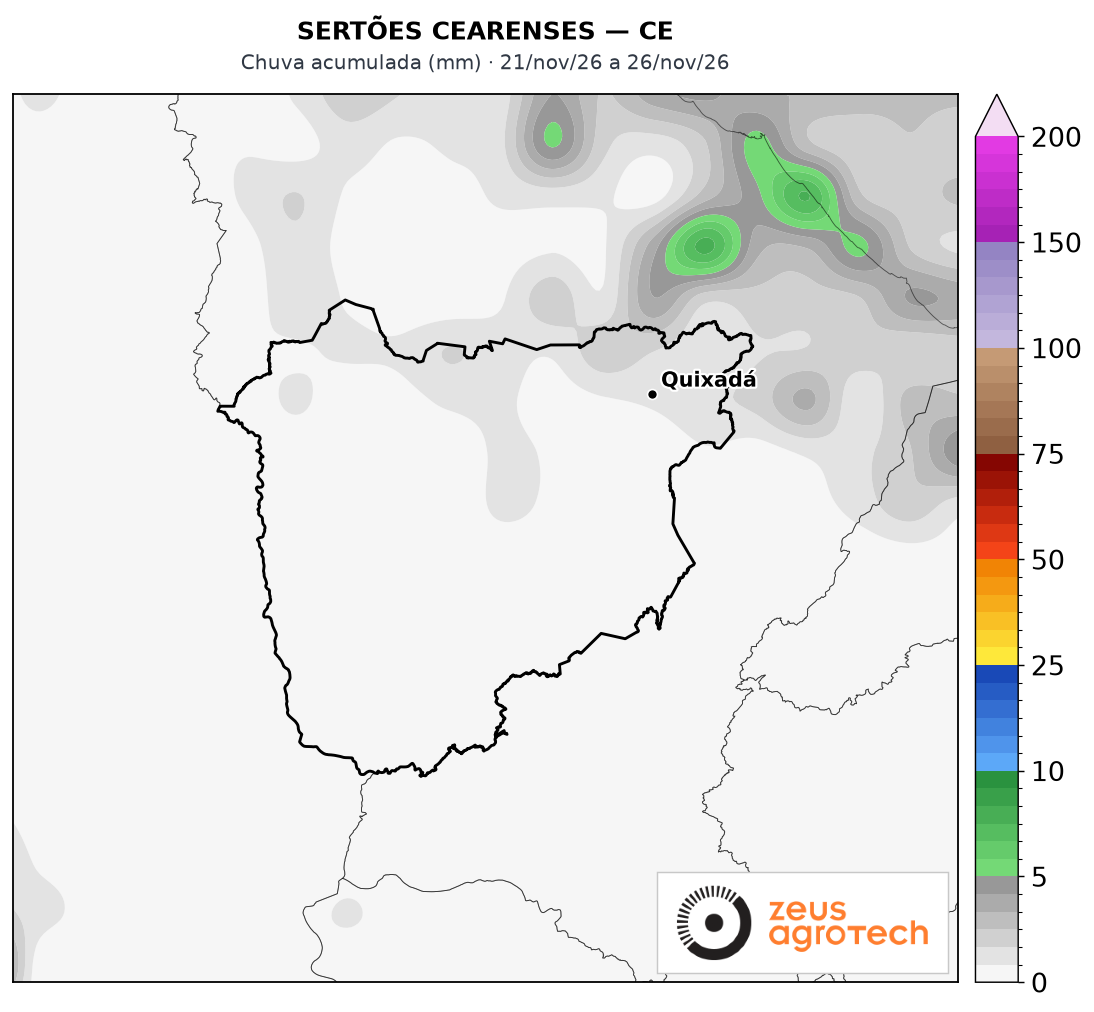 SERTÕES CEARENSES — CE
Chuva acumulada (mm) · 21/nov/26 a 26/nov/26
200
150
100
75
50
25
10
5
0
Quixadá
zeus
agrotech